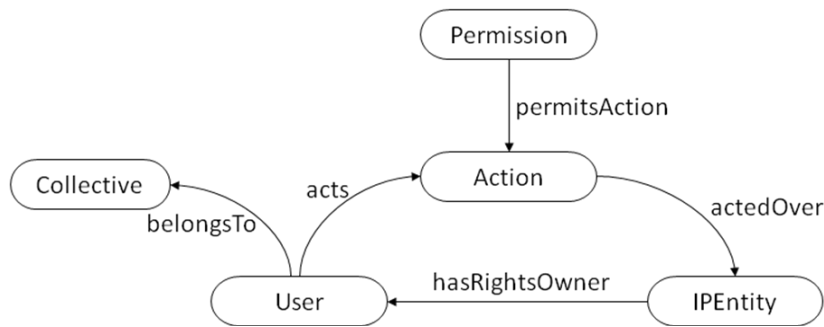 Permission
permitsAction
Collective
acts
Action
belongsTo
actedOver
hasRightsOwner
User
IPEntity